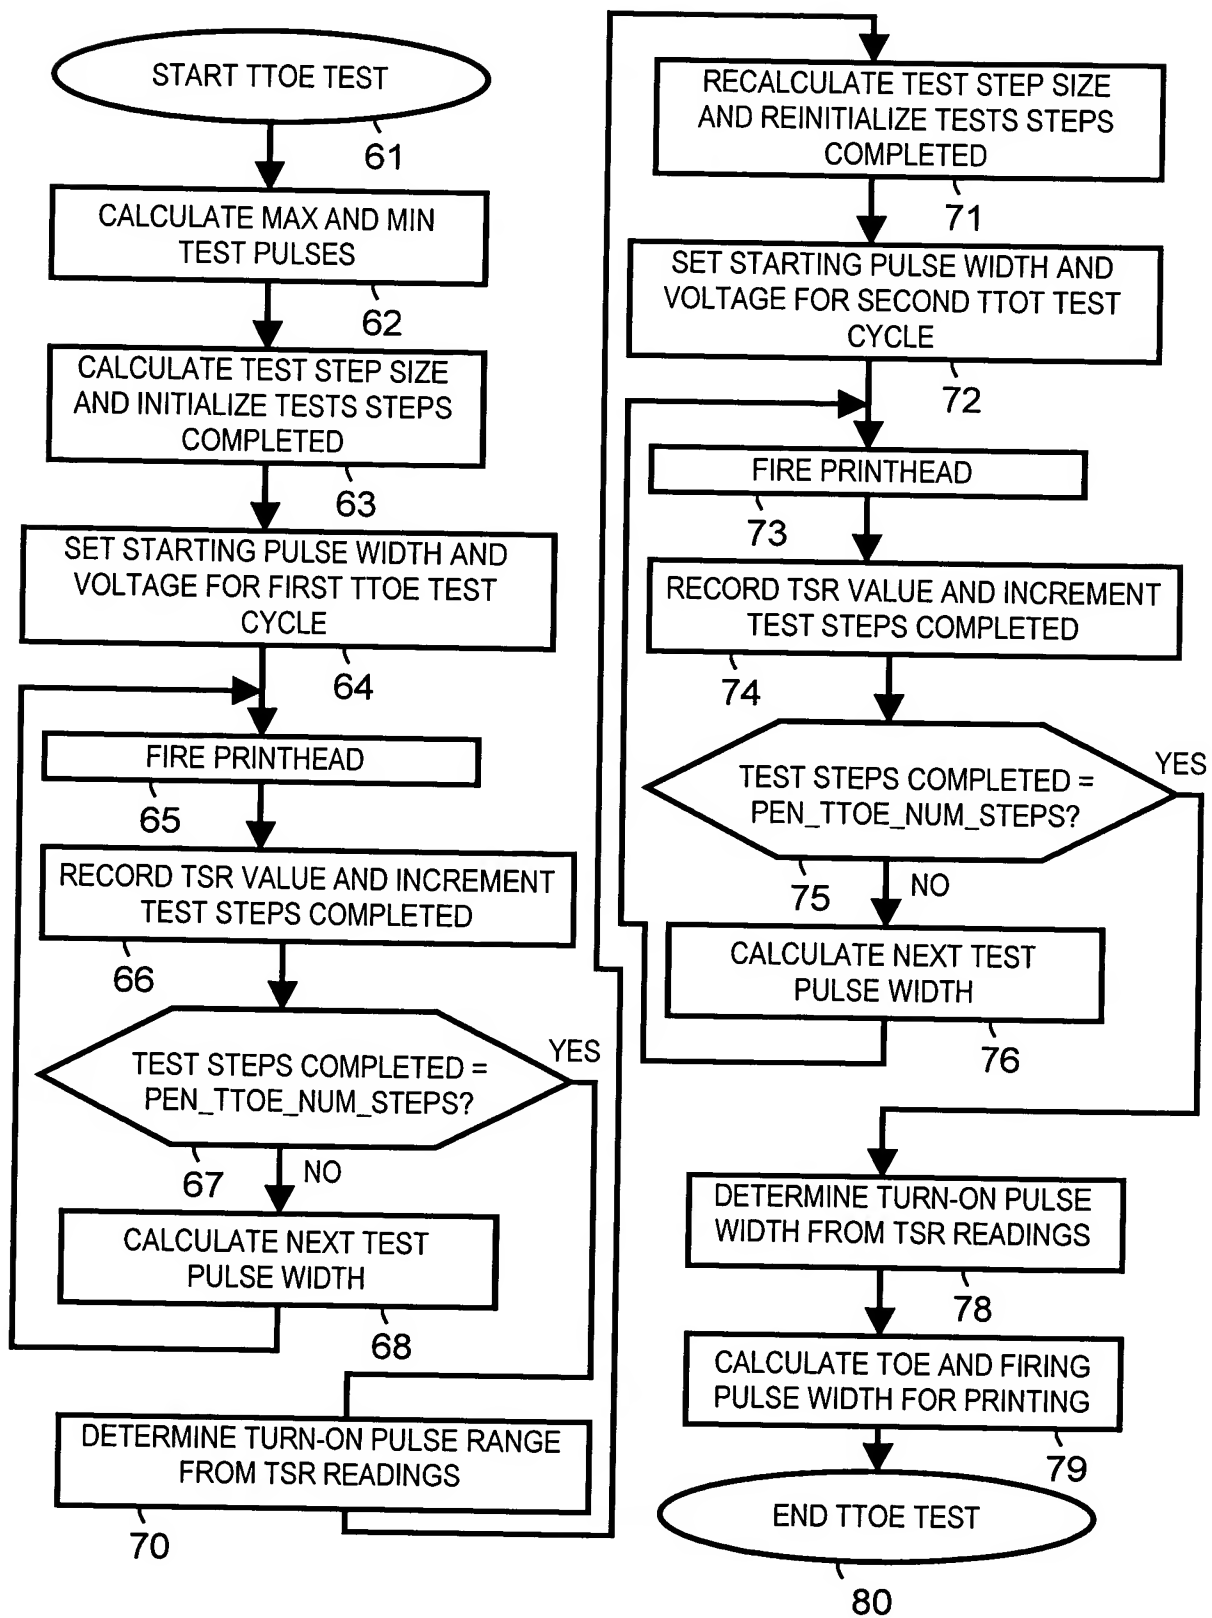 START TTOE TEST
61
CALCULATE MAX AND MIN
TEST PULSES
62
CALCULATE TEST STEP SIZE
AND INITIALIZE TESTS STEPS
COMPLETED
63
SET STARTING PULSE WIDTH AND
VOLTAGE FOR FIRST TTOE TEST
CYCLE
64
FIRE PRINTHEAD
65
RECORD TSR VALUE AND INCREMENT
TEST STEPS COMPLETED
66
TEST STEPS COMPLETED =
PEN_TTOE_NUM_STEPS?
YES
67
NO
CALCULATE NEXT TEST
PULSE WIDTH
68
DETERMINE TURN-ON PULSE RANGE
FROM TSR READINGS
70
RECALCULATE TEST STEP SIZE
AND REINITIALIZE TESTS STEPS
COMPLETED
71
SET STARTING PULSE WIDTH AND
VOLTAGE FOR SECOND TTOT TEST
CYCLE
72
FIRE PRINTHEAD
73
RECORD TSR VALUE AND INCREMENT
TEST STEPS COMPLETED
74
TEST STEPS COMPLETED =
PEN_TTOE_NUM_STEPS?
YES
75
NO
CALCULATE NEXT TEST
PULSE WIDTH
76
DETERMINE TURN-ON PULSE
WIDTH FROM TSR READINGS
78
CALCULATE TOE AND FIRING
PULSE WIDTH FOR PRINTING
79
END TTOE TEST
80